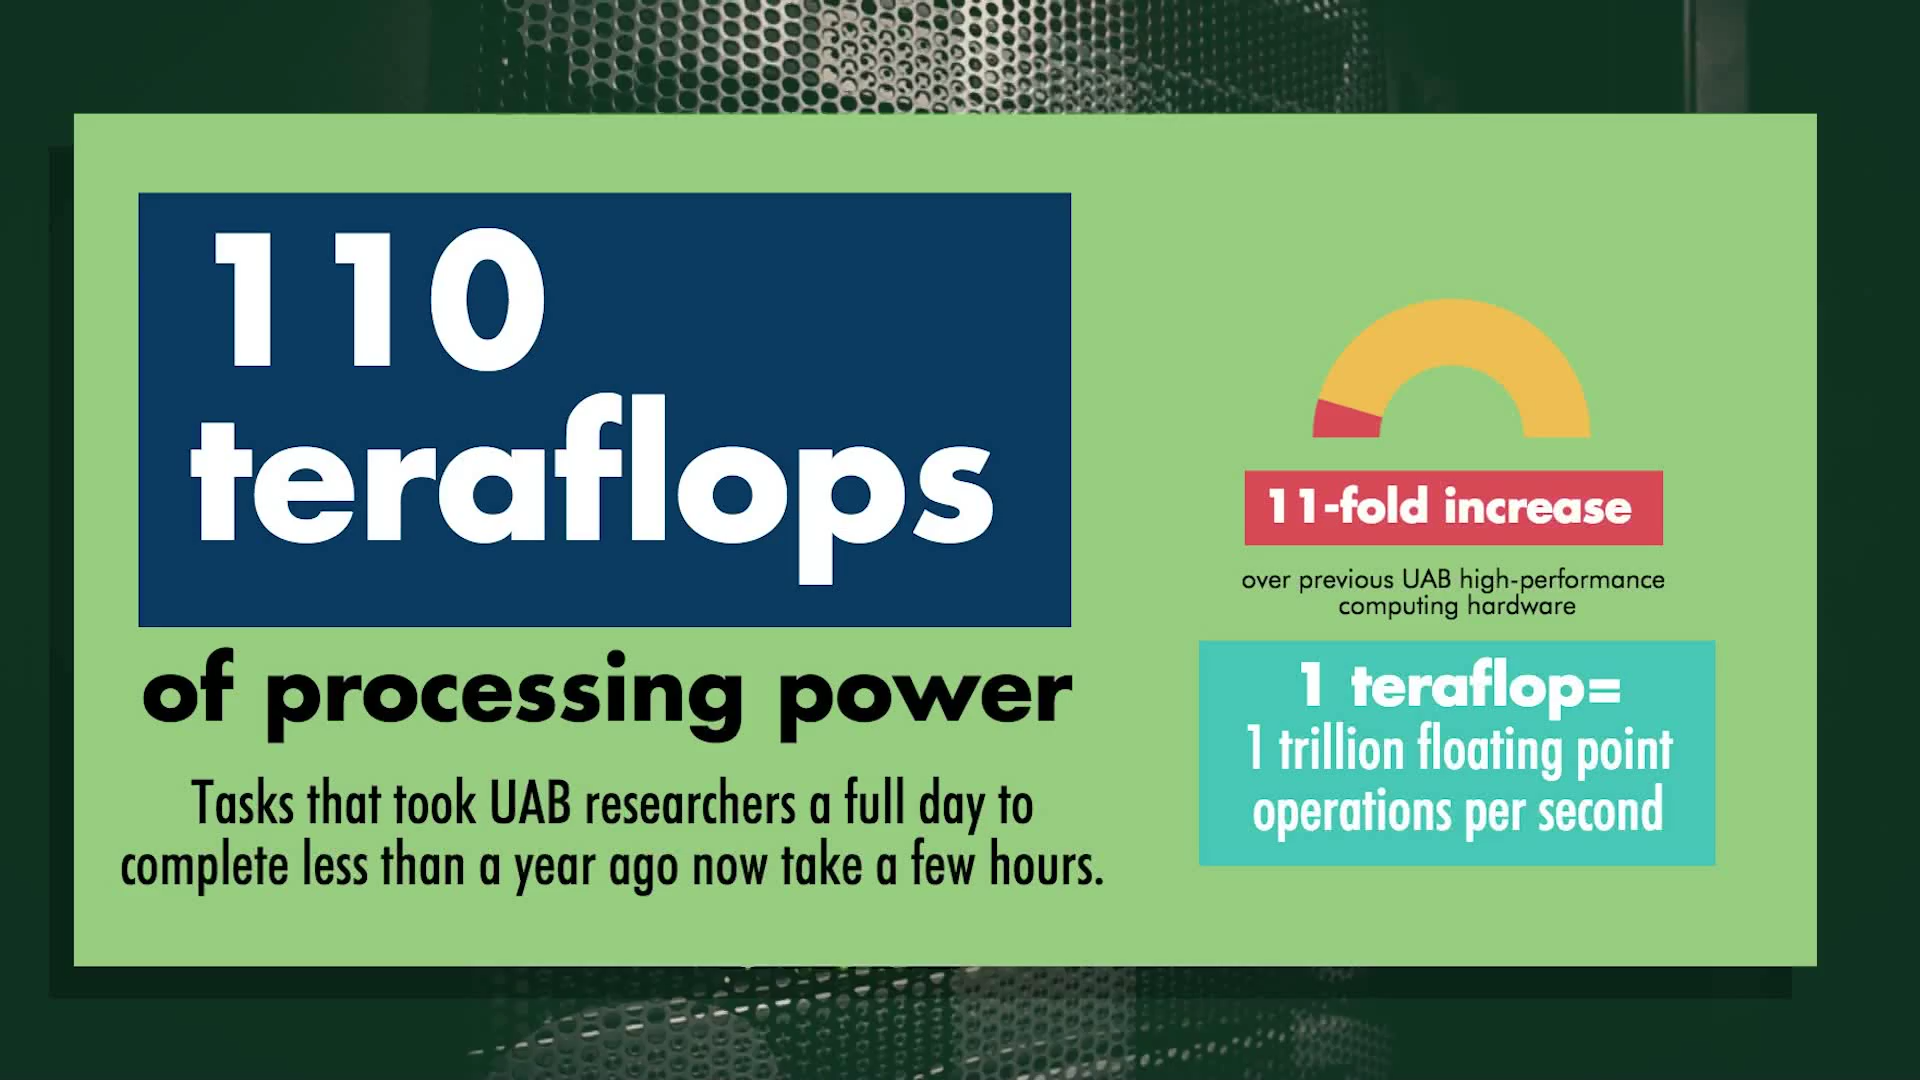 110
teraflops
of processing power
Tasks that took UAB researchers a full day to
complete less than a year ago now take a few hours.
11-fold increase
over previous UAB high-performance
computing hardware
1 teraflop=
1 trillion floating point
operations per second